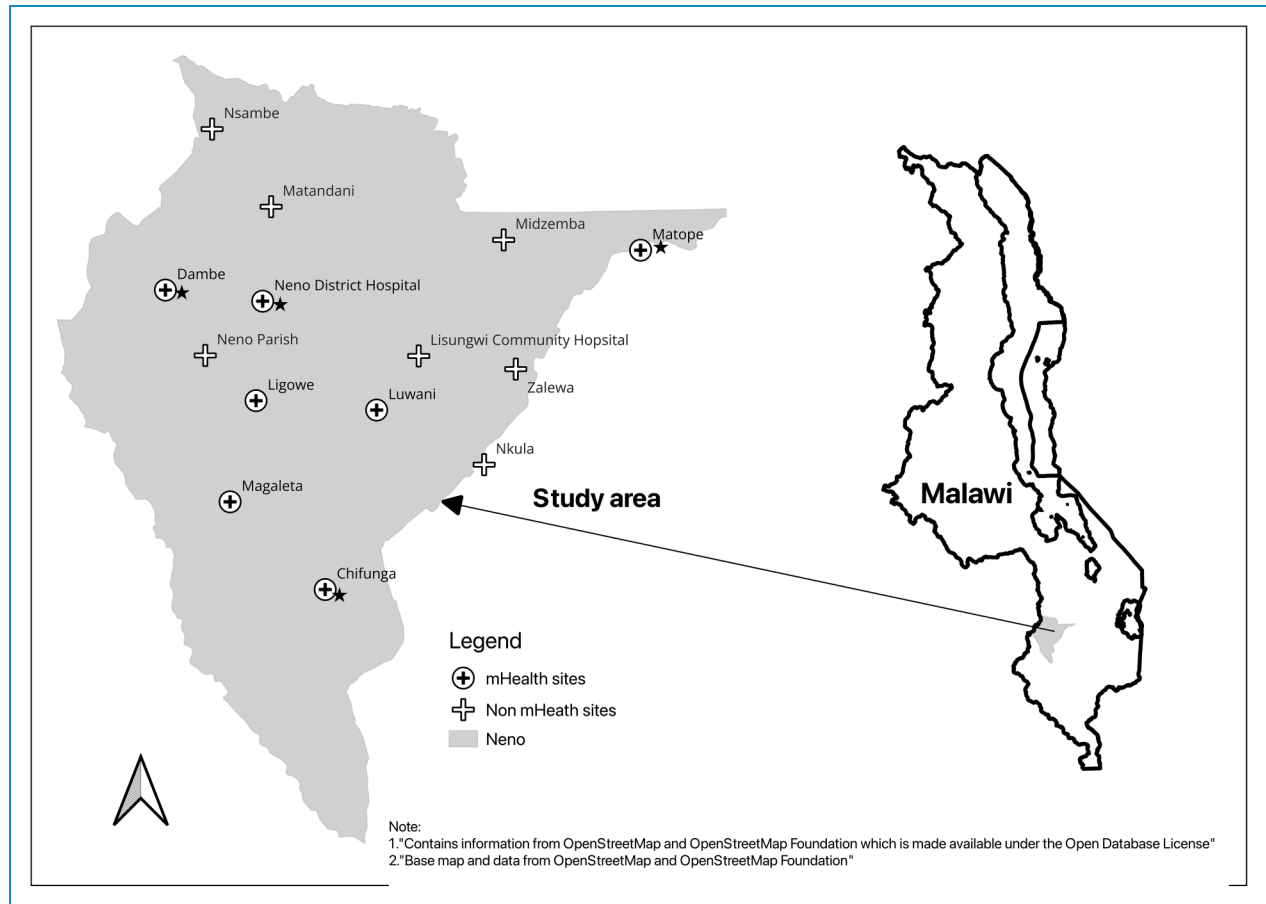 Nsambe
Matandani
Midzemba
Matope
Dambe
Neno District Hospital
Neno Parish
Lisungwi Community Hopsital
Zalewa
Ligowe
Luwani
Nkula
Magaleta
Study area
Malawi
Chifunga
Legend
mHealth sites
Non mHeath sites
Neno
Note:
1."Contains information from OpenStreetMap and OpenStreetMap Foundation which is made available under the Open Database License"
2."Base map and data from OpenStreetMap and OpenStreetMap Foundation"